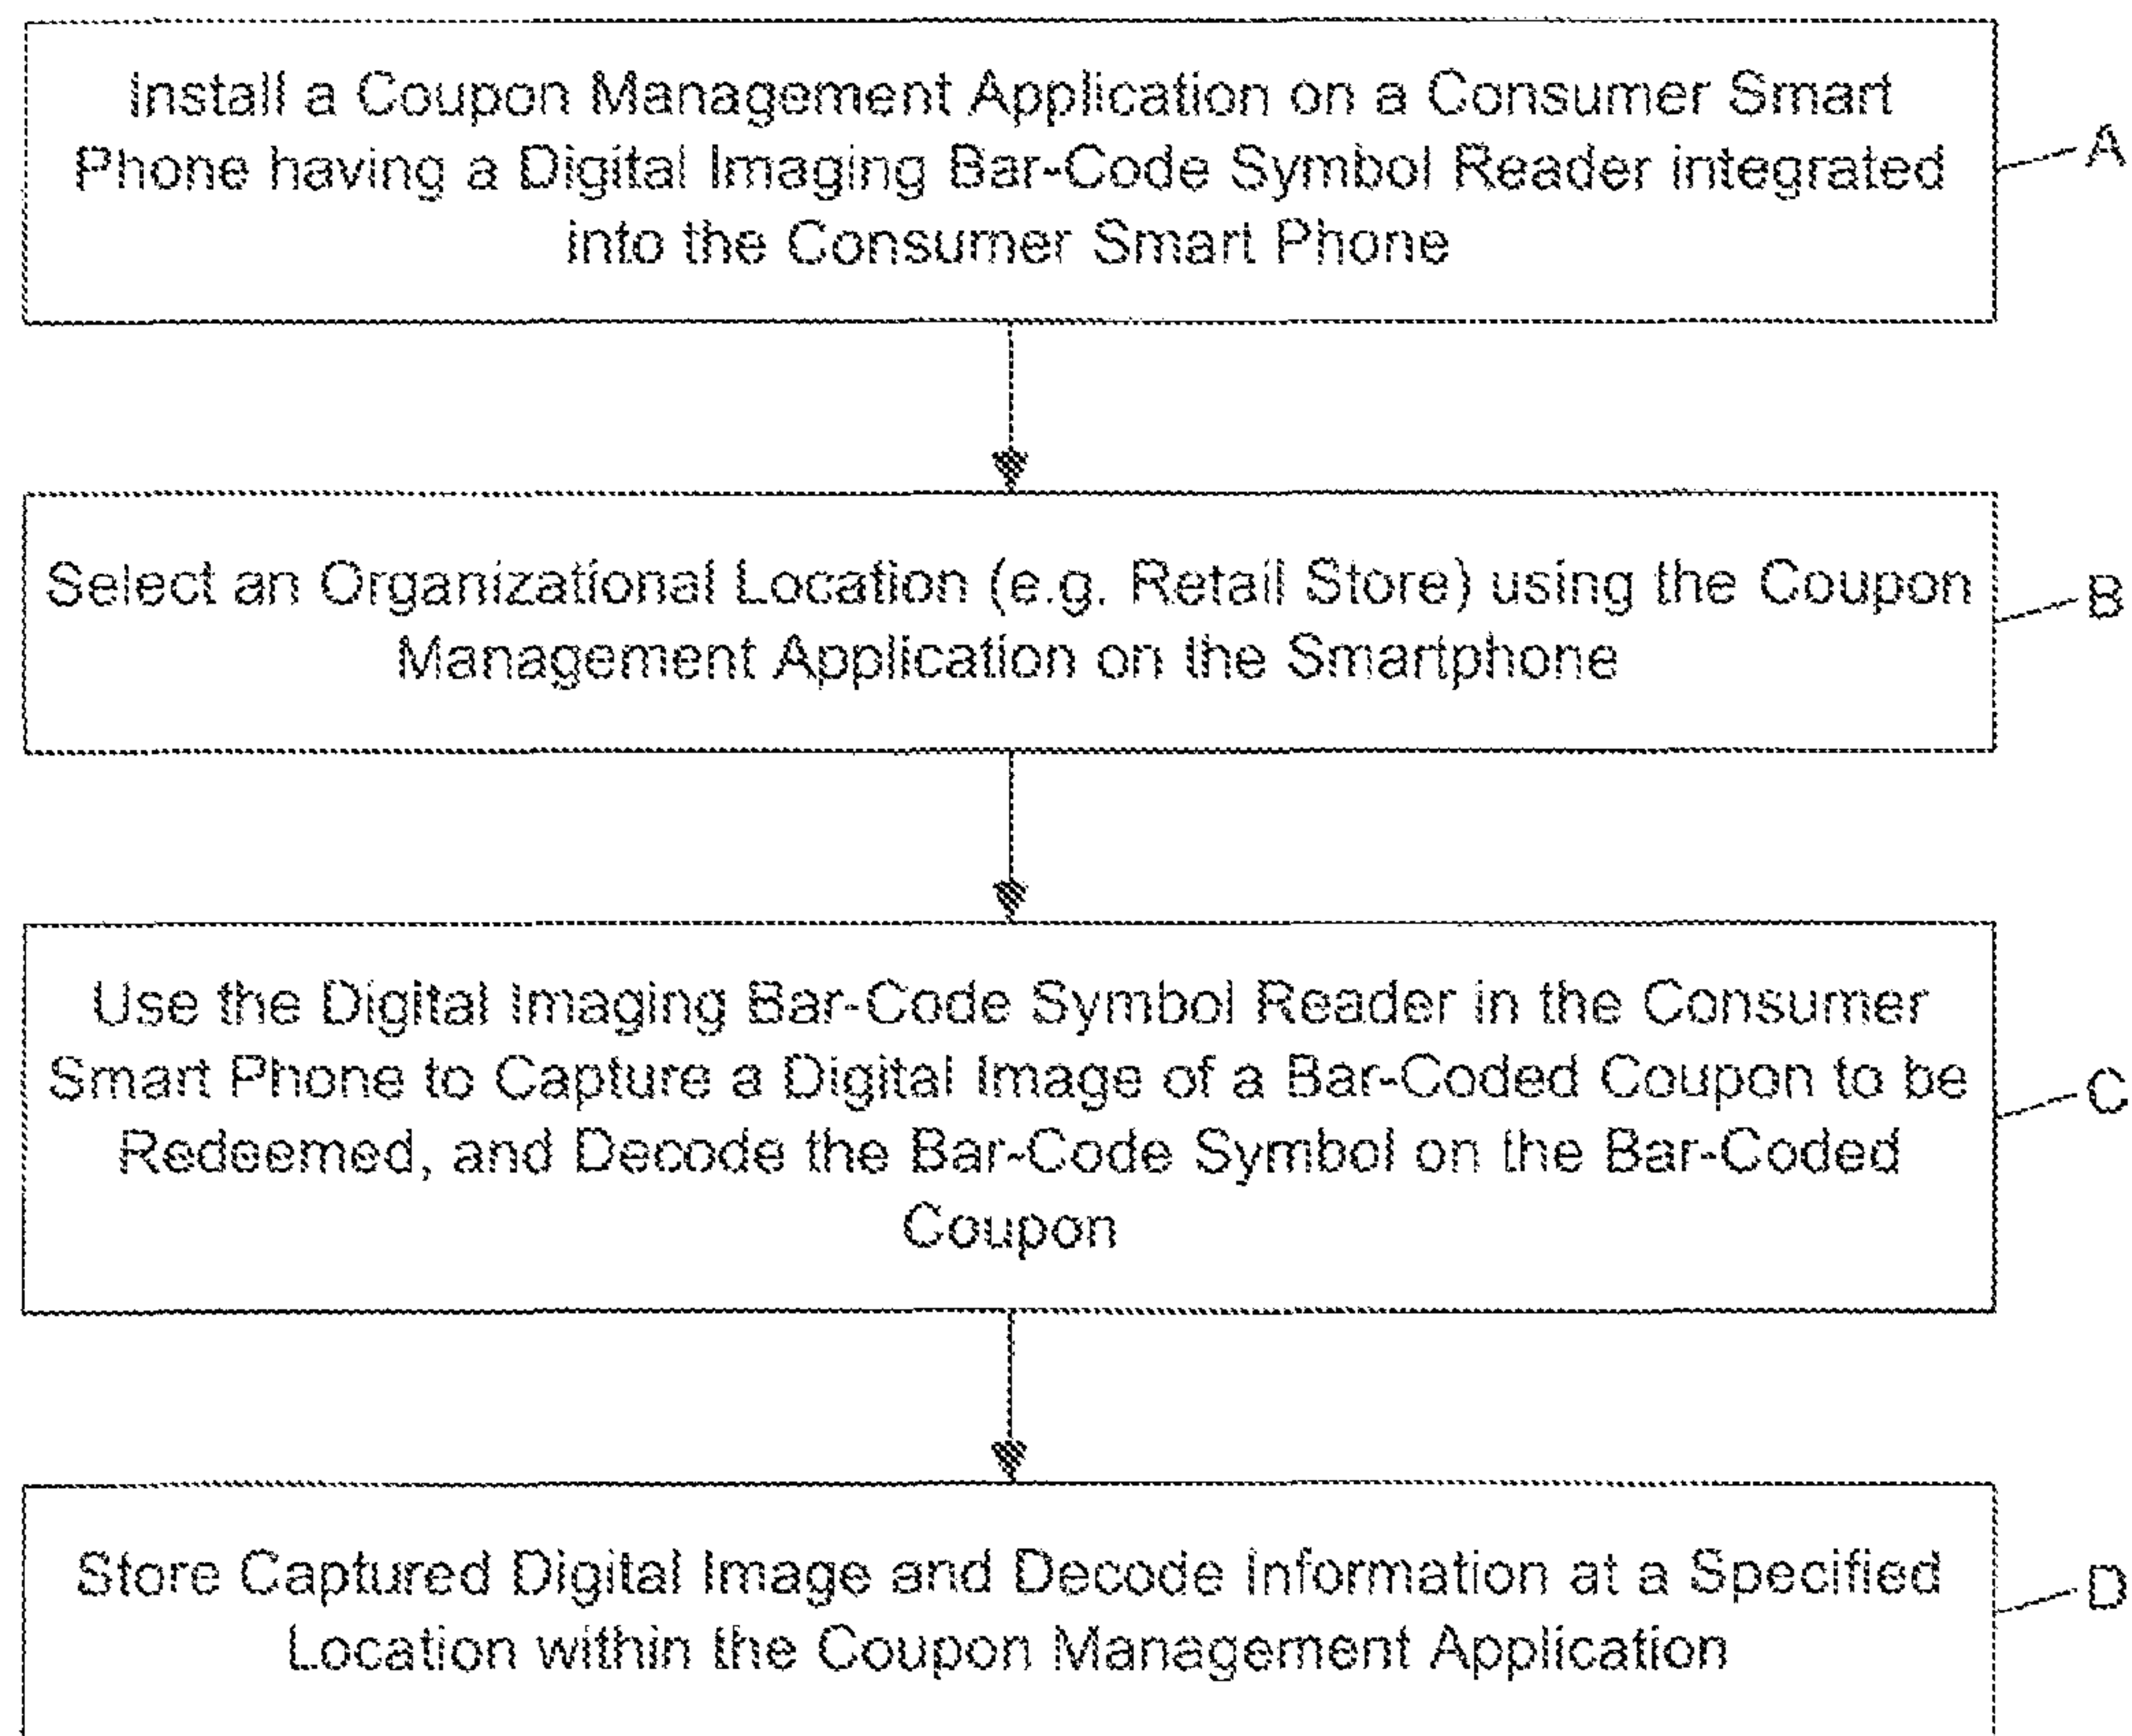 Install a Coupon Management Application on a Consumer Smart
Phone having a Digital Imaging Bar-Code Symbol Reader integrated
into the Consumer Smart Phone
A
Select an Organizational Location (e.g. Retail Store) using the Coupon
Management Application on the Smartphone
B
Use the Digital Imaging Bar-Code Symbol Reader in the Consumer
Smart Phone to Capture a Digital Image of a Bar-Coded Coupon to be
Redeemed, and Decode the Bar-Code Symbol on the Bar-Coded
Coupon
C
Store Captured Digital Image and Decode Information at a Specified
Location within the Coupon Management Application
D